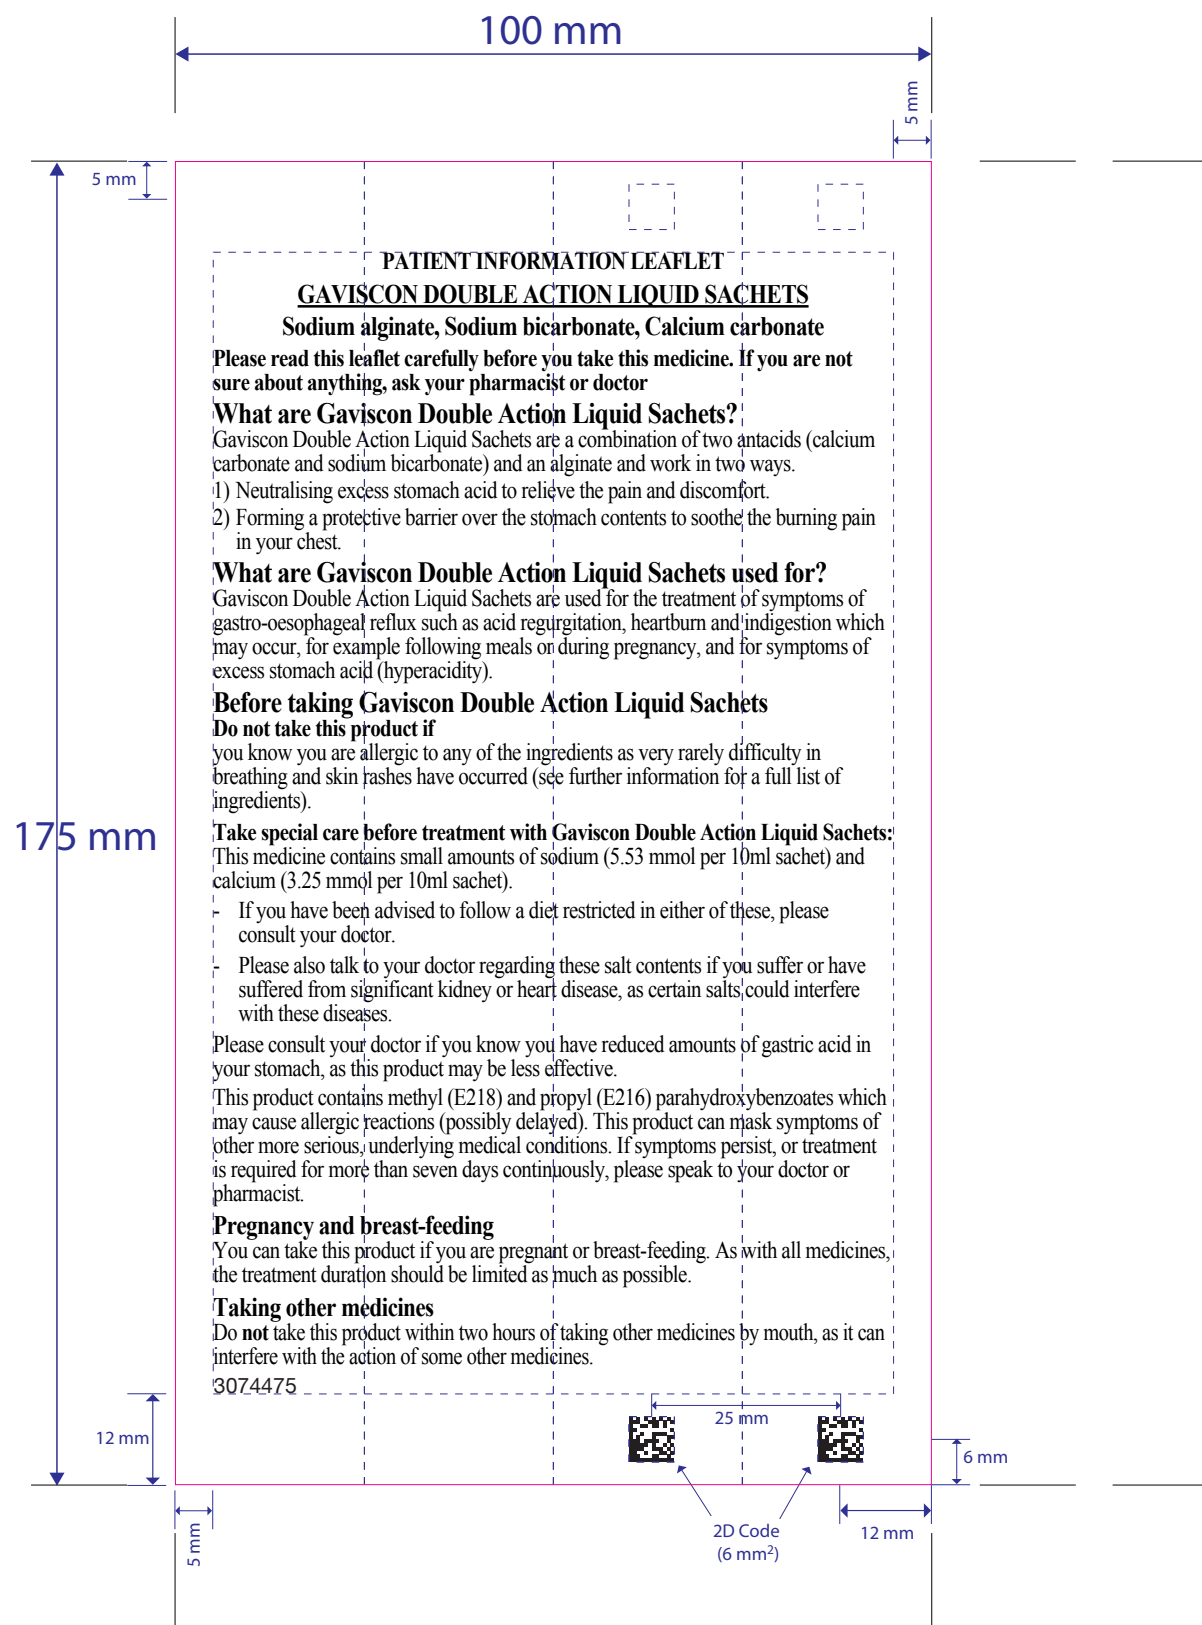 100 mm
5 mm
5 mm
PATIENT INFORMATION LEAFLET
GAVISCON DOUBLE ACTION LIQUID SACHETS
Sodium alginate, Sodium bicarbonate, Calcium carbonate
Please read this leaflet carefully before you take this medicine. If you are not
sure about anything, ask your pharmacist or doctor
What are Gaviscon Double Action Liquid Sachets?
Gaviscon Double Action Liquid Sachets are a combination of two antacids (calcium
carbonate and sodium bicarbonate) and an alginate and work in two ways.
1) Neutralising excess stomach acid to relieve the pain and discomfort.
2) Forming a protective barrier over the stomach contents to soothe the burning pain
in your chest.
What are Gaviscon Double Action Liquid Sachets used for?
Gaviscon Double Action Liquid Sachets are used for the treatment of symptoms of
gastro-oesophageal reflux such as acid regurgitation, heartburn and indigestion which
may occur, for example following meals or during pregnancy, and for symptoms of
excess stomach acid (hyperacidity).
Before taking Gaviscon Double Action Liquid Sachets
Do not take this product if
you know you are allergic to any of the ingredients as very rarely difficulty in
breathing and skin rashes have occurred (see further information for a full list of
ingredients).
175 mm
Take special care before treatment with Gaviscon Double Action Liquid Sachets:
This medicine contains small amounts of sodium (5.53 mmol per 10ml sachet) and
calcium (3.25 mmol per 10ml sachet).
- If you have been advised to follow a diet restricted in either of these, please
consult your doctor.
- Please also talk to your doctor regarding these salt contents if you suffer or have
suffered from significant kidney or heart disease, as certain salts could interfere
with these diseases.
Please consult your doctor if you know you have reduced amounts of gastric acid in
your stomach, as this product may be less effective.
This product contains methyl (E218) and propyl (E216) parahydroxybenzoates which
may cause allergic reactions (possibly delayed). This product can mask symptoms of
other more serious, underlying medical conditions. If symptoms persist, or treatment
is required for more than seven days continuously, please speak to your doctor or
pharmacist.
Pregnancy and breast-feeding
You can take this product if you are pregnant or breast-feeding. As with all medicines,
the treatment duration should be limited as much as possible.
Taking other medicines
Do not take this product within two hours of taking other medicines by mouth, as it can
interfere with the action of some other medicines.
3074475
25 mm
12 mm
6 mm
5 mm
2D Code
(6 mm²)
12 mm